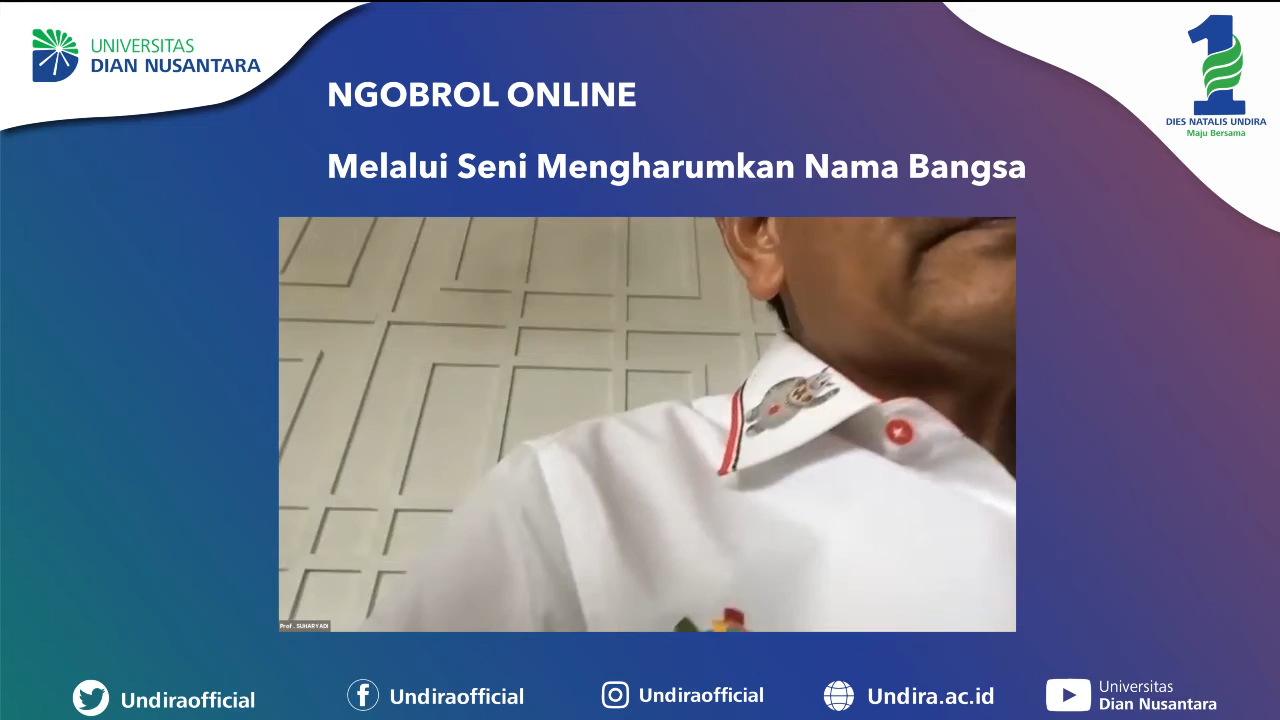 UNIVERSITAS
DIAN NUSANTARA
NGOBROL ONLINE
Melalui Seni Mengharumkan Nama Bangsa
DIES NATALIS UNDIRA
Maju Bersama
Prof. SUHARYADI
Undiraofficial
Undiraofficial
Undiraofficial
Undira.ac.id
Universitas
Dian Nusantara